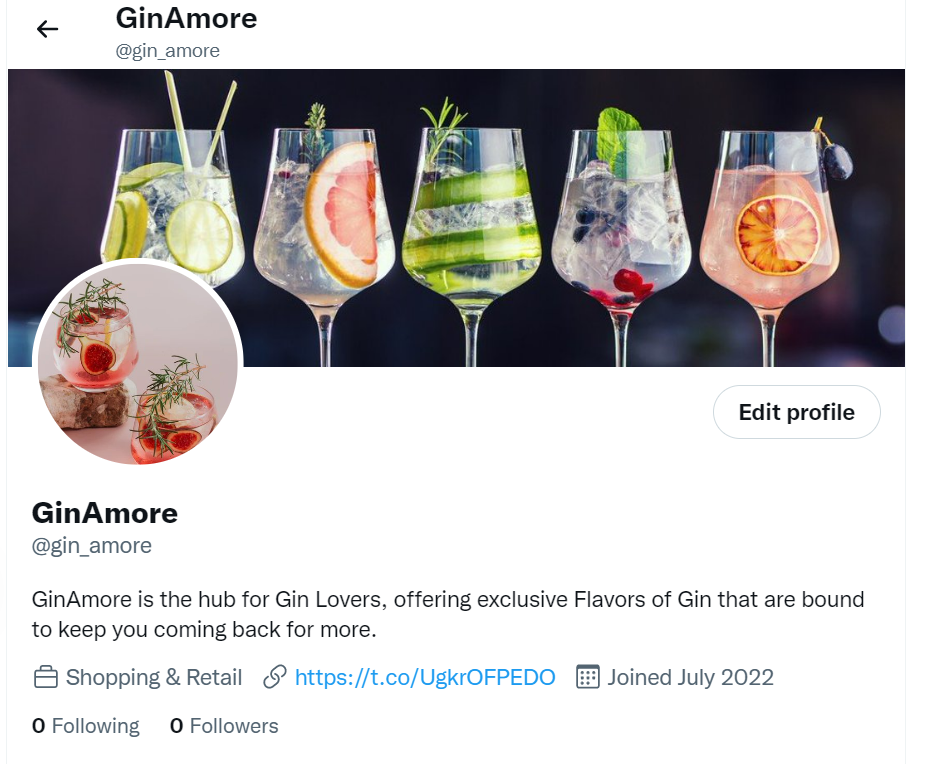 GinAmore
@gin_amore
Edit profile
GinAmore
@gin_amore
GinAmore is the hub for Gin Lovers, offering exclusive Flavors of Gin that are bound
to keep you coming back for more.
Shopping & Retail https://t.co/UgkrOFPEDO Joined July 2022
0 Following 0 Followers